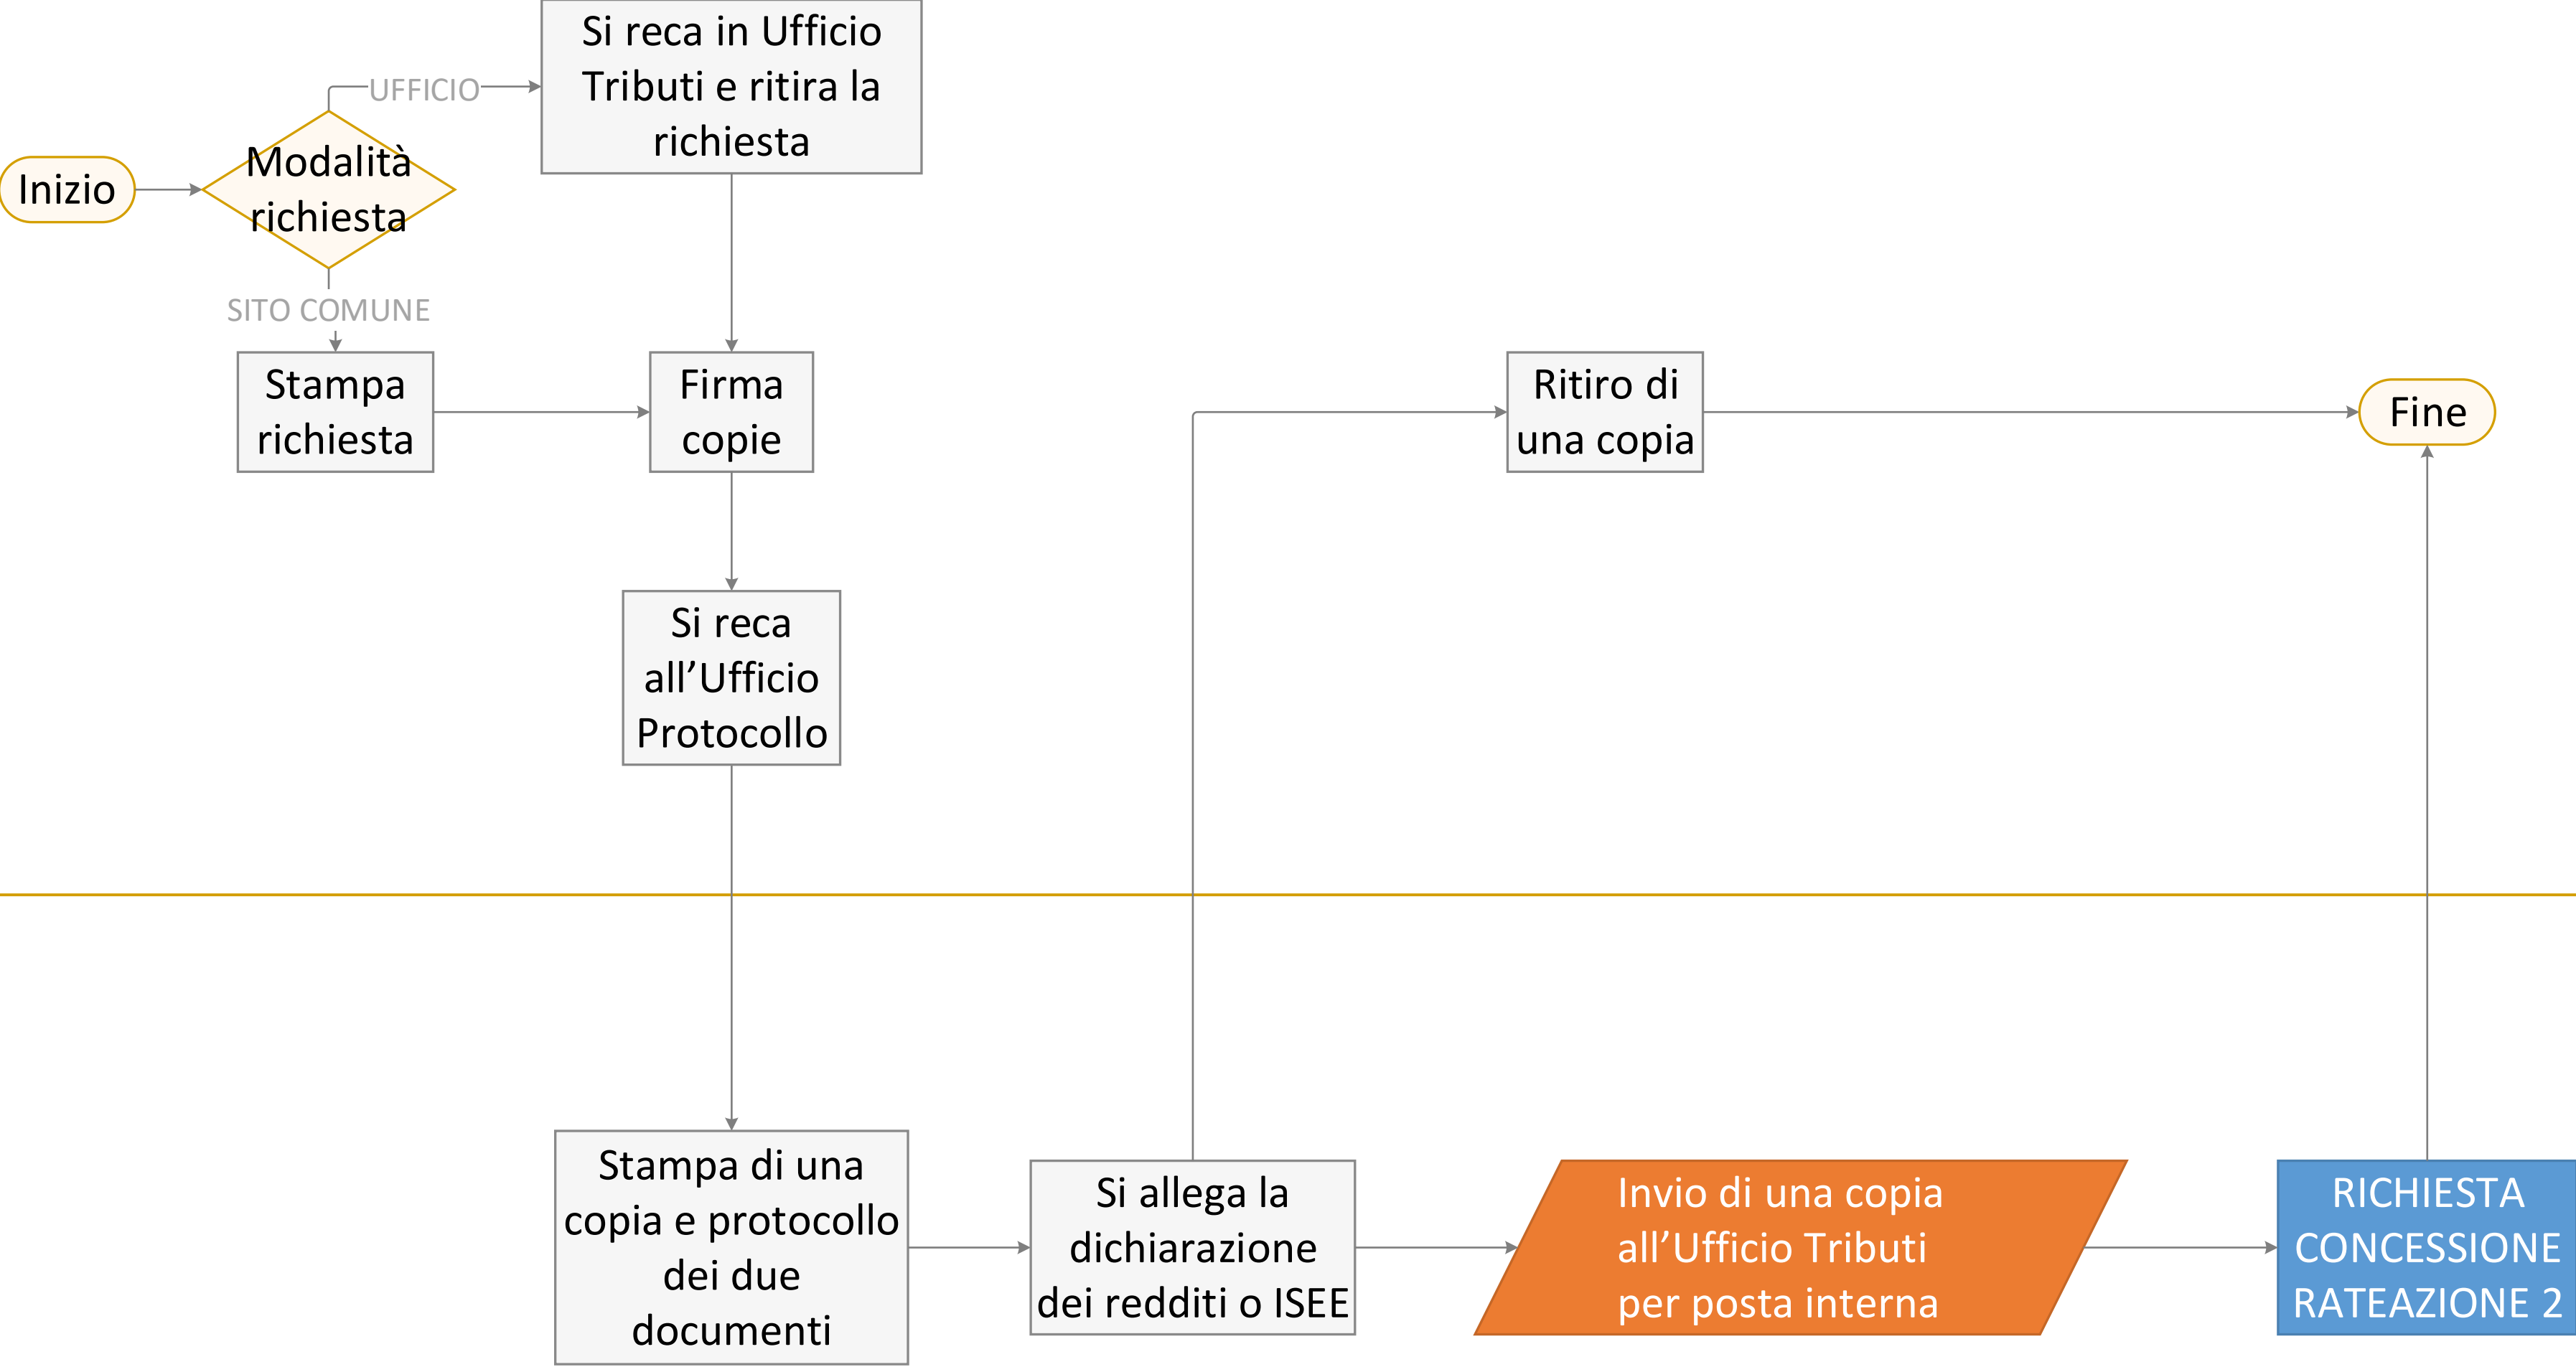 Si reca in Ufficio
Tributi e ritira la
richiesta
UFFICIO
Modalità
richiesta
Inizio
SITO COMUNE
Stampa
richiesta
Firma
copie
Ritiro di
una copia
Fine
Si reca
all’Ufficio
Protocollo
Stampa di una
copia e protocollo
dei due
documenti
Si allega la
dichiarazione
dei redditi o ISEE
Invio di una copia
all’Ufficio Tributi
per posta interna
RICHIESTA
CONCESSIONE
RATEAZIONE 2